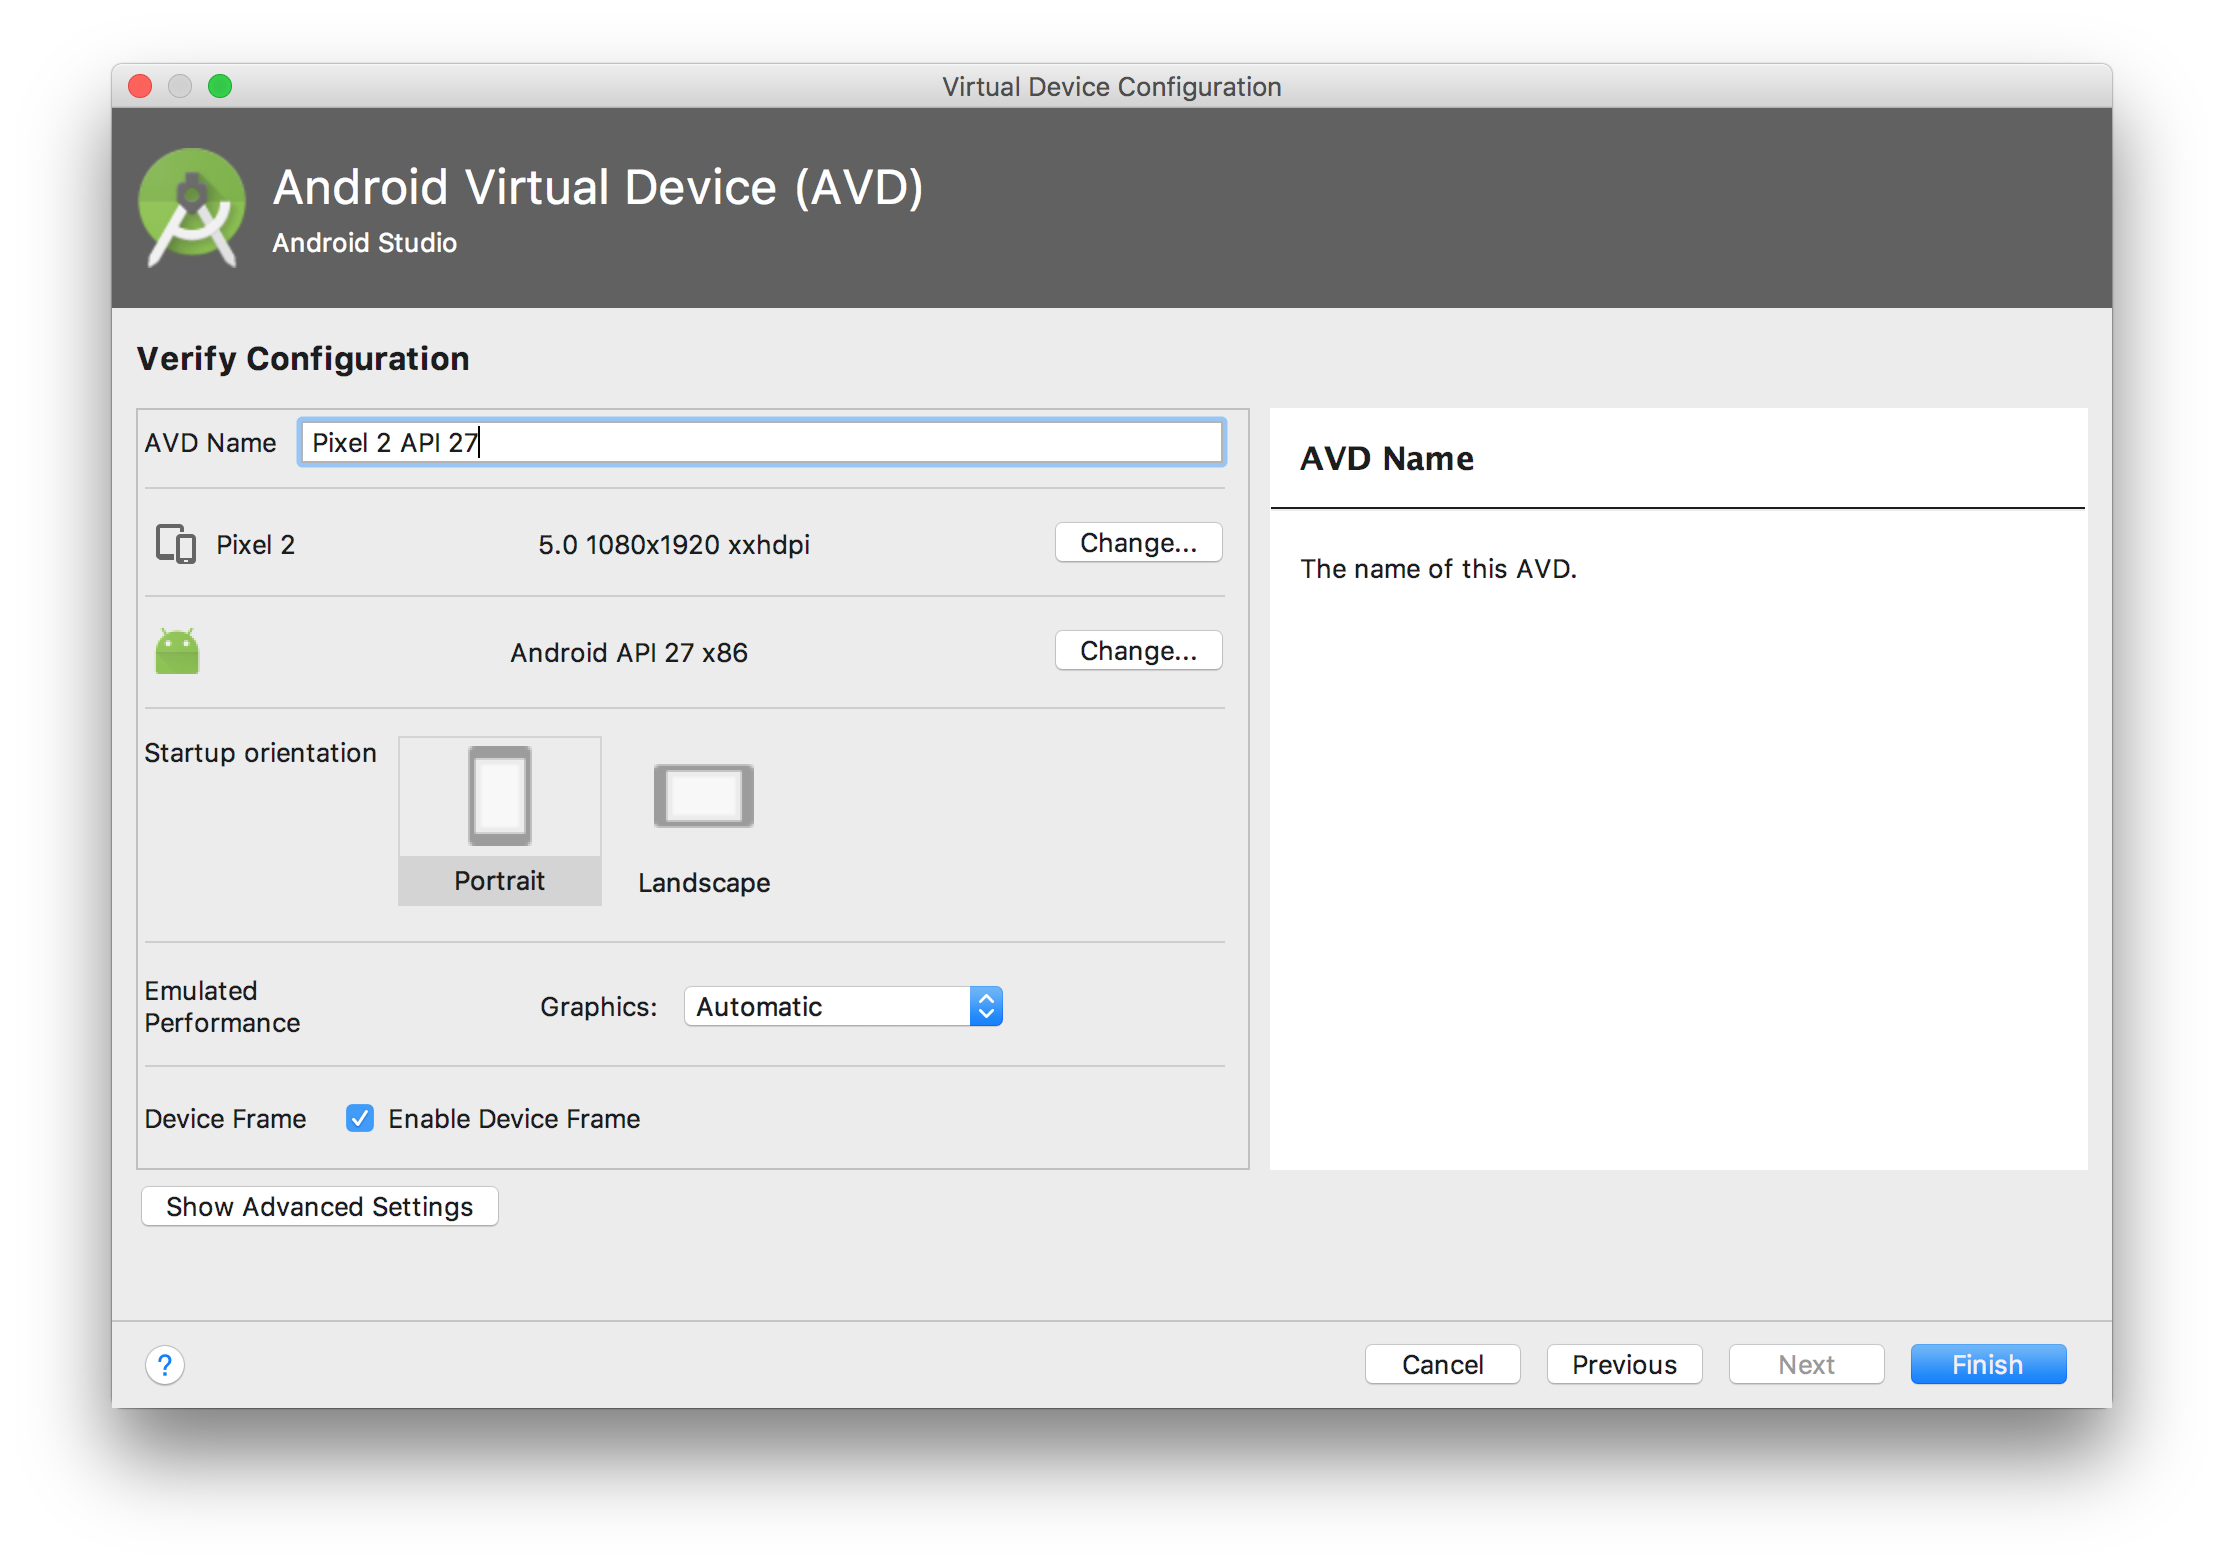 Virtual Device Configuration
Android Virtual Device (AVD)
Android Studio
Verify Configuration
AVD Name
Pixel 2 API 27
Pixel 2
5.0 1080x1920 xxhdpi
Change...
Android API 27 x86
Change...
Startup orientation
Portrait
Landscape
Emulated
Performance
Graphics:
Automatic
Device Frame
Enable Device Frame
Show Advanced Settings
AVD Name
The name of this AVD.
?
Cancel
Previous
Next
Finish